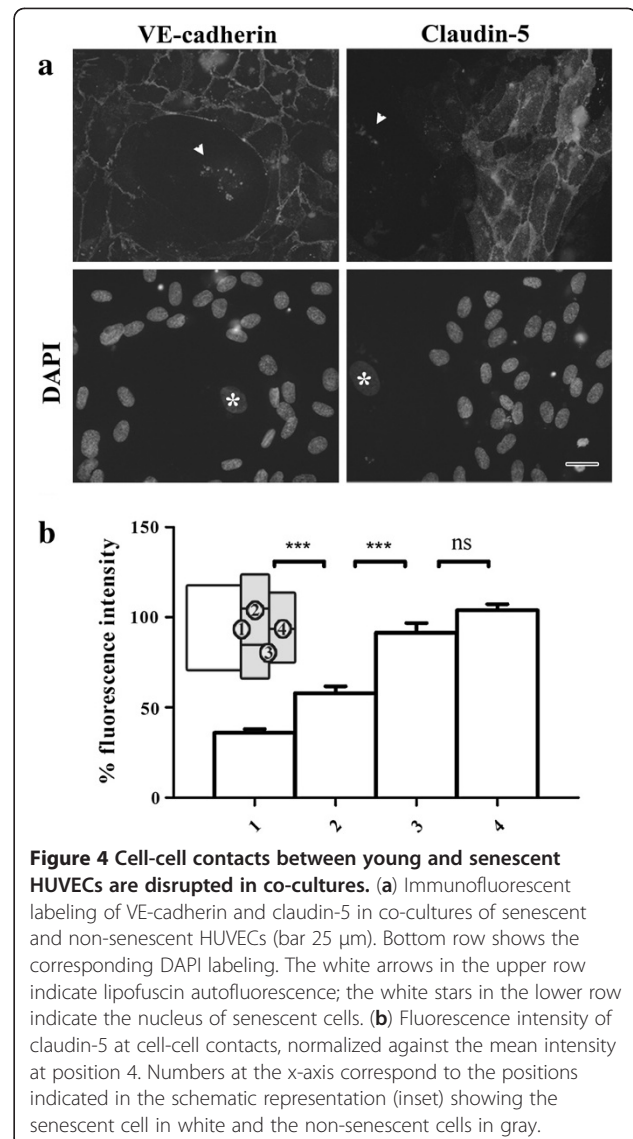 VE-cadherin Claudin-5
a
DAPI
*
*
b
150
100
50
0
% fluorescence intensity
*** *** ns
2
1 4
3
1 2 3 4
Figure 4 Cell-cell contacts between young and senescent
HUVECs are disrupted in co-cultures. (a) Immunofluorescent
labeling of VE-cadherin and claudin-5 in co-cultures of senescent
and non-senescent HUVECs (bar 25 μm). Bottom row shows the
corresponding DAPI labeling. The white arrows in the upper row
indicate lipofuscin autofluorescence; the white stars in the lower row
indicate the nucleus of senescent cells. (b) Fluorescence intensity of
claudin-5 at cell-cell contacts, normalized against the mean intensity
at position 4. Numbers at the x-axis correspond to the positions
indicated in the schematic representation (inset) showing the
senescent cell in white and the non-senescent cells in gray.